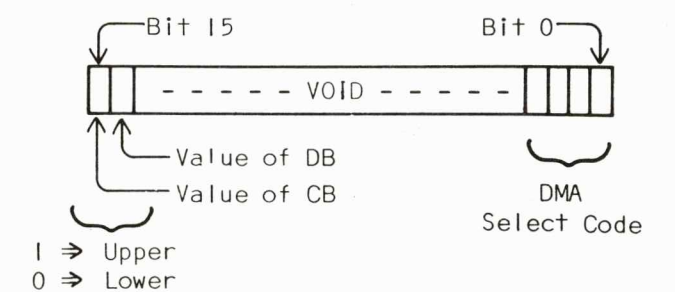 Bit 15 Bit 0
- - - - - VOID - - - - -
Value of DB
Value of CB
DMA
Select Code
1 ⇒ Upper
0 ⇒ Lower